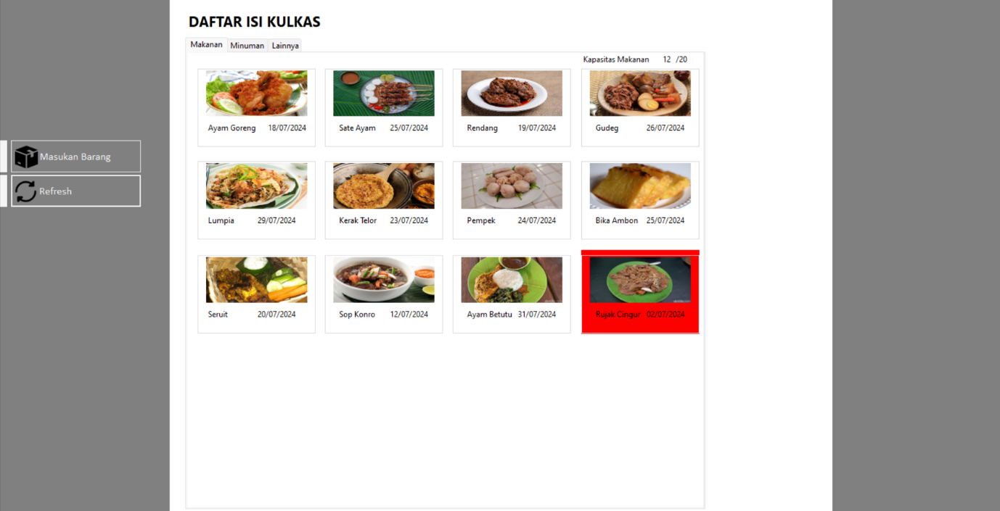 DAFTAR ISI KULKAS
Makanan Minuman Lainnya
Kapasitas Makanan 12 /20
Ayam Goreng 18/07/2024
Sate Ayam 25/07/2024
Rendang 19/07/2024
Gudeg 26/07/2024
Masukan Barang
Refresh
Lumpia 29/07/2024
Kerak Telor 23/07/2024
Pempek 24/07/2024
Bika Ambon 25/07/2024
Seruit 20/07/2024
Sop Konro 12/07/2024
Ayam Betutu 31/07/2024
Rujak Cingur 02/07/2024